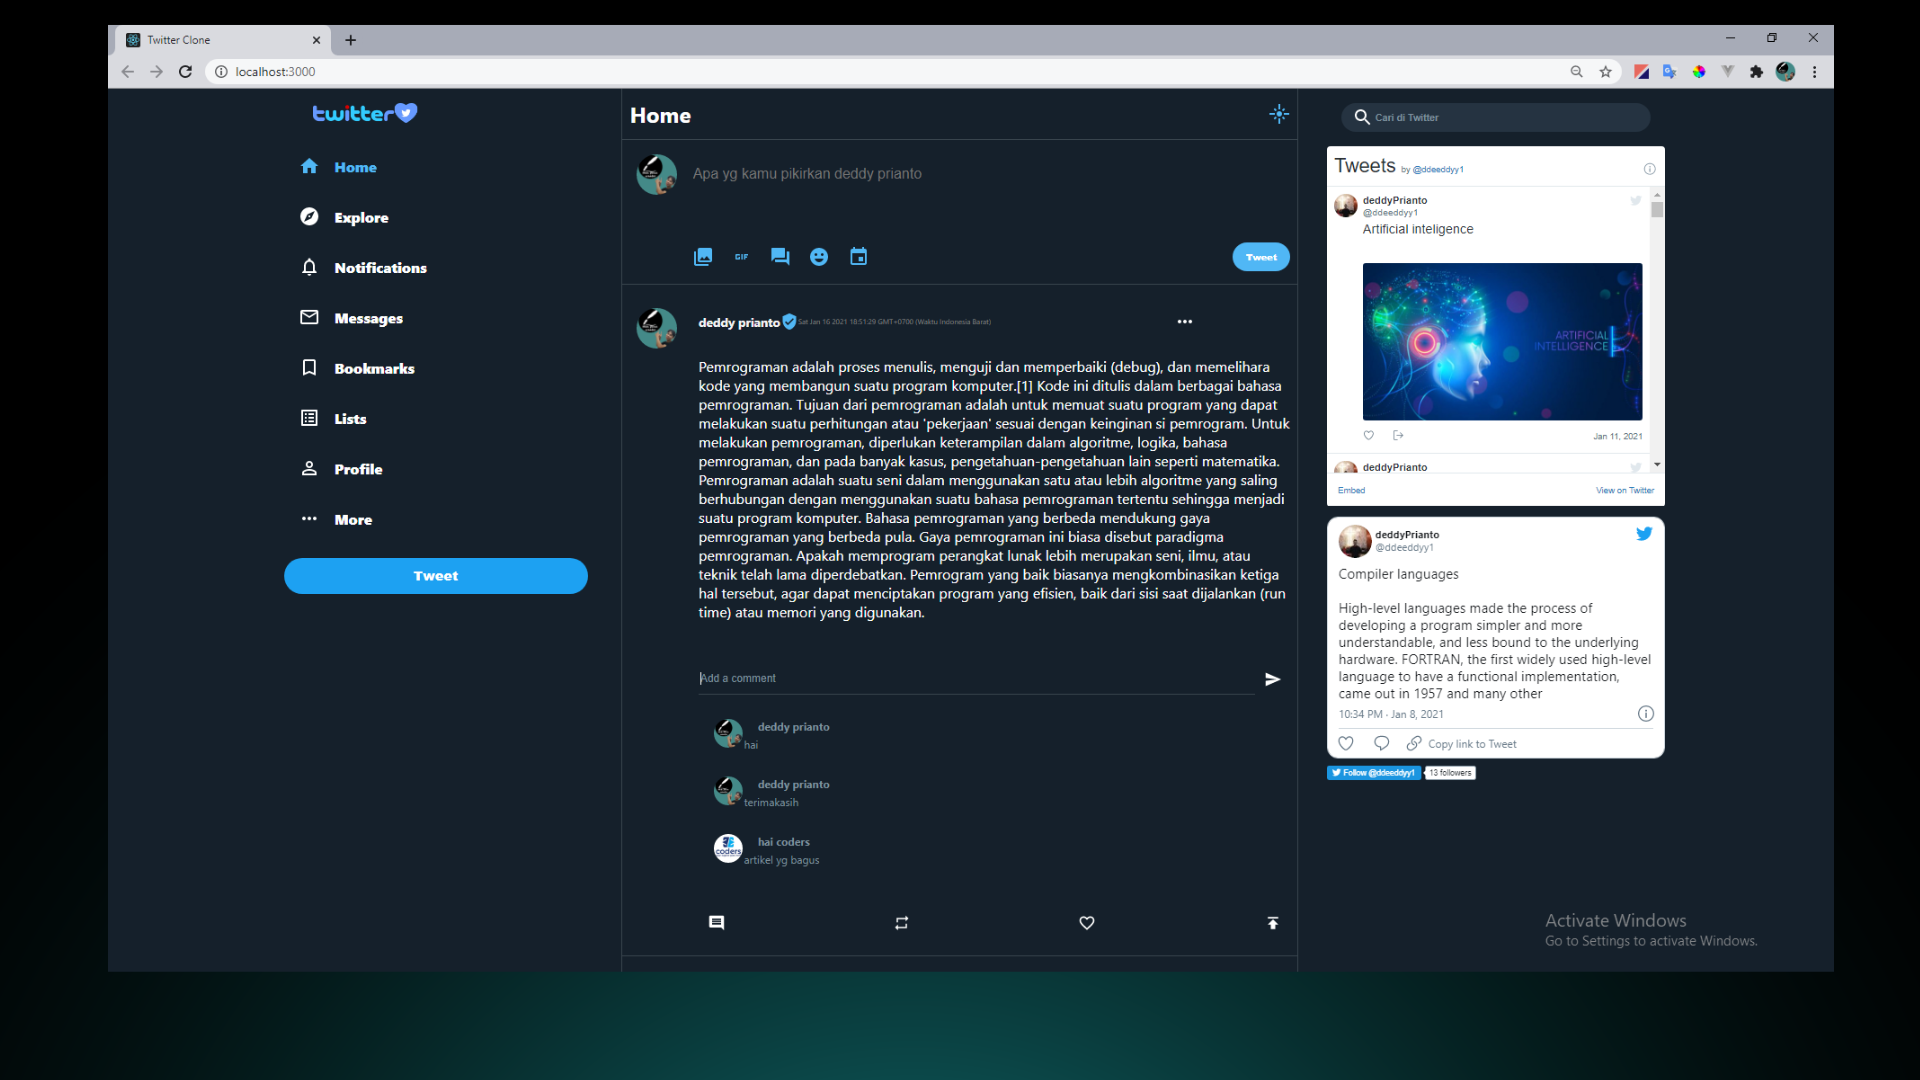 Twitter Clone
localhost:3000
twitter
Home
Explore
Notifications
Messages
Bookmarks
Lists
Profile
More
Tweet
Home
Apa yg kamu pikirkan deddy prianto
GIF
Tweet
deddy prianto Sat Jan 16 2021 18:51:29 GMT+0700 (Waktu Indonesia Barat)
Pemrograman adalah proses menulis, menguji dan memperbaiki (debug), dan memelihara
kode yang membangun suatu program komputer.[1] Kode ini ditulis dalam berbagai bahasa
pemrograman. Tujuan dari pemrograman adalah untuk memuat suatu program yang dapat
melakukan suatu perhitungan atau 'pekerjaan' sesuai dengan keinginan si pemrogram. Untuk
melakukan pemrograman, diperlukan keterampilan dalam algoritme, logika, bahasa
pemrograman, dan pada banyak kasus, pengetahuan-pengetahuan lain seperti matematika.
Pemrograman adalah suatu seni dalam menggunakan satu atau lebih algoritme yang saling
berhubungan dengan menggunakan suatu bahasa pemrograman tertentu sehingga menjadi
suatu program komputer. Bahasa pemrograman yang berbeda mendukung gaya
pemrograman yang berbeda pula. Gaya pemrograman ini biasa disebut paradigma
pemrograman. Apakah memprogram perangkat lunak lebih merupakan seni, ilmu, atau
teknik telah lama diperdebatkan. Pemrogram yang baik biasanya mengkombinasikan ketiga
hal tersebut, agar dapat menciptakan program yang efisien, baik dari sisi saat dijalankan (run
time) atau memori yang digunakan.
Add a comment
deddy prianto
hai
deddy prianto
terimakasih
coders
hai coders
artikel yg bagus
Cari di Twitter
Tweets by @ddeeddyy1
deddyPrianto
@ddeeddyy1
Artificial inteligence
ARTIFICIAL
INTELLIGENCE
Jan 11, 2021
deddyPrianto
Embed
View on Twitter
deddyPrianto
@ddeeddyy1
Compiler languages
High-level languages made the process of
developing a program simpler and more
understandable, and less bound to the underlying
hardware. FORTRAN, the first widely used high-level
language to have a functional implementation,
came out in 1957 and many other
10:34 PM · Jan 8, 2021
Copy link to Tweet
Follow @ddeeddyy1
13 followers
Activate Windows
Go to Settings to activate Windows.